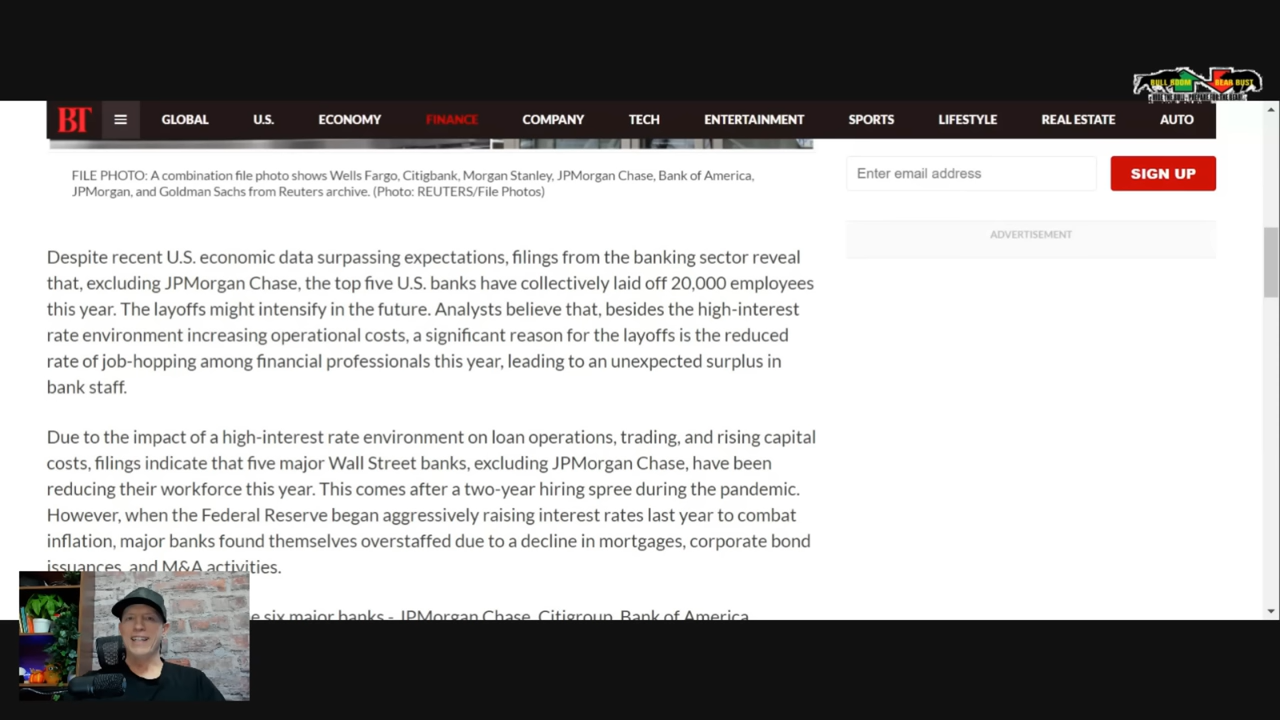 BULL BOOM BEAR BUST
BT GLOBAL U.S. ECONOMY FINANCE COMPANY TECH ENTERTAINMENT SPORTS LIFESTYLE REAL ESTATE AUTO
FILE PHOTO: A combination file photo shows Wells Fargo, Citigbank, Morgan Stanley, JPMorgan Chase, Bank of America,
JPMorgan, and Goldman Sachs from Reuters archive. (Photo: REUTERS/File Photos)
Enter email address
SIGN UP
ADVERTISEMENT
Despite recent U.S. economic data surpassing expectations, filings from the banking sector reveal
that, excluding JPMorgan Chase, the top five U.S. banks have collectively laid off 20,000 employees
this year. The layoffs might intensify in the future. Analysts believe that, besides the high-interest
rate environment increasing operational costs, a significant reason for the layoffs is the reduced
rate of job-hopping among financial professionals this year, leading to an unexpected surplus in
bank staff.
Due to the impact of a high-interest rate environment on loan operations, trading, and rising capital
costs, filings indicate that five major Wall Street banks, excluding JPMorgan Chase, have been
reducing their workforce this year. This comes after a two-year hiring spree during the pandemic.
However, when the Federal Reserve began aggressively raising interest rates last year to combat
inflation, major banks found themselves overstaffed due to a decline in mortgages, corporate bond
issuances, and M&A activities.
six major banks - JPMorgan Chase, Citigroup, Bank of America,